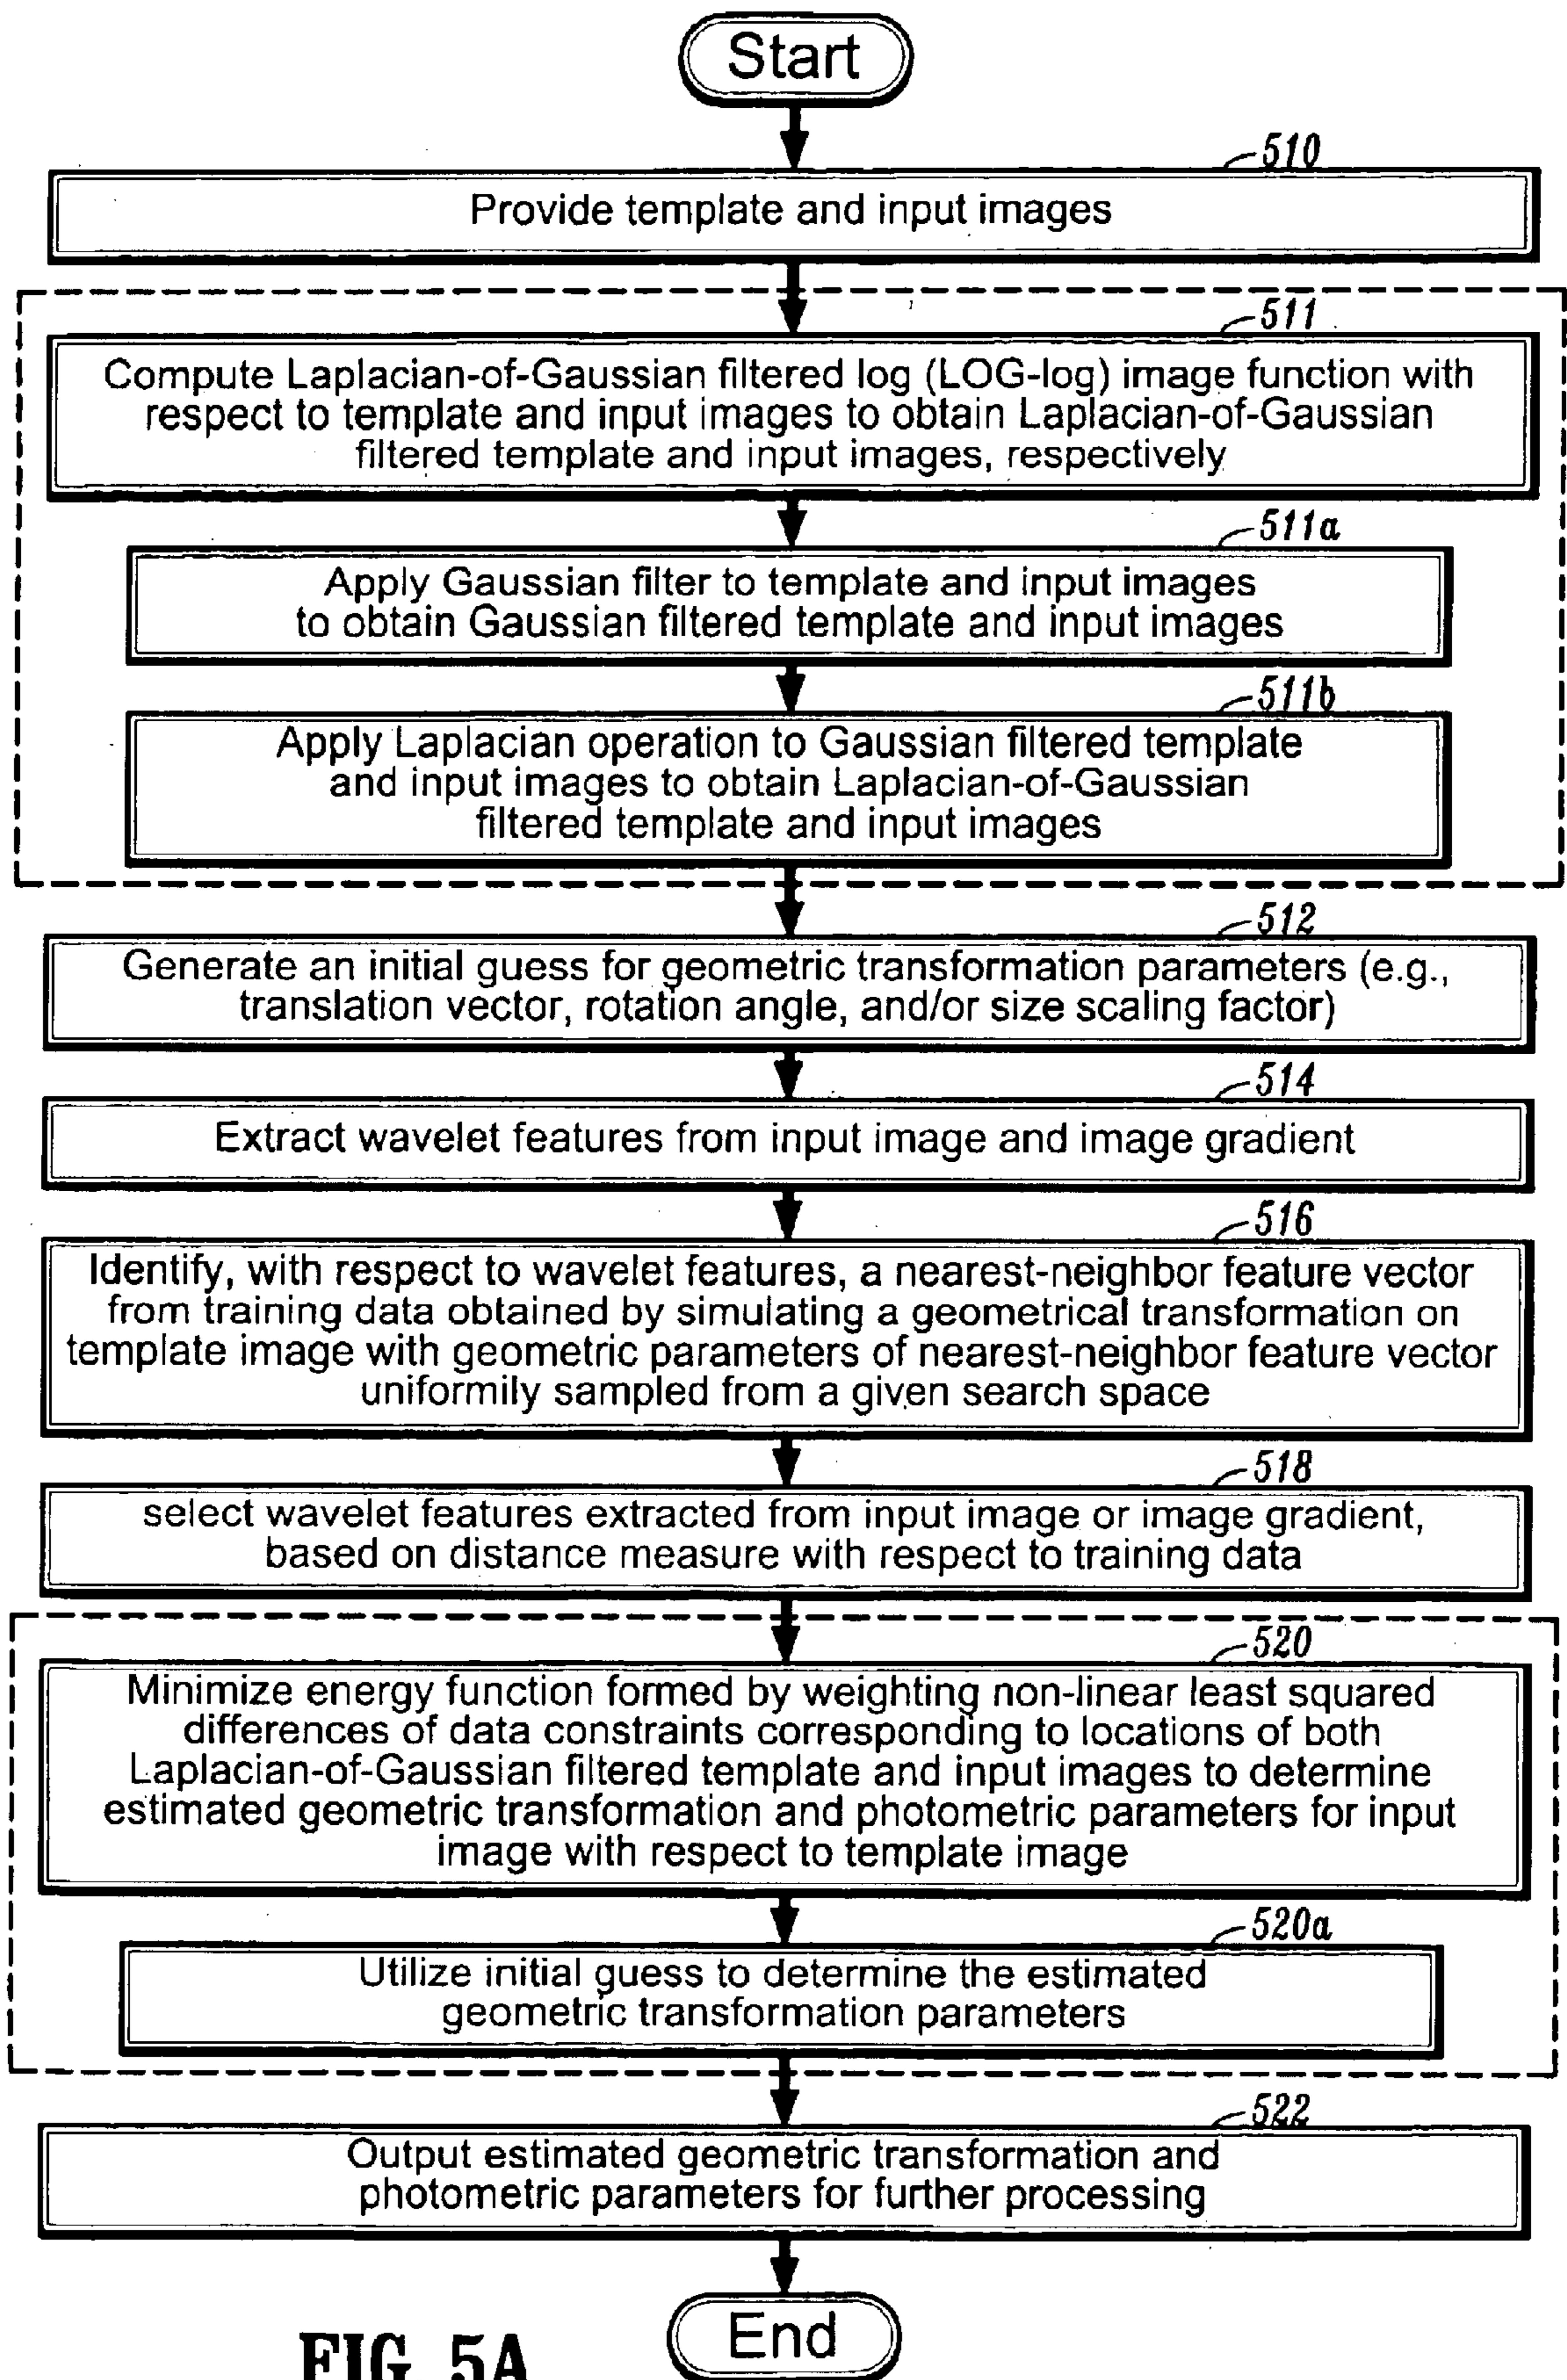 Start
510
Provide template and input images
511
Compute Laplacian-of-Gaussian filtered log (LOG-log) image function with
respect to template and input images to obtain Laplacian-of-Gaussian
filtered template and input images, respectively
511a
Apply Gaussian filter to template and input images
to obtain Gaussian filtered template and input images
511b
Apply Laplacian operation to Gaussian filtered template
and input images to obtain Laplacian-of-Gaussian
filtered template and input images
512
Generate an initial guess for geometric transformation parameters (e.g.,
translation vector, rotation angle, and/or size scaling factor)
514
Extract wavelet features from input image and image gradient
516
Identify, with respect to wavelet features, a nearest-neighbor feature vector
from training data obtained by simulating a geometrical transformation on
template image with geometric parameters of nearest-neighbor feature vector
uniformily sampled from a given search space
518
select wavelet features extracted from input image or image gradient,
based on distance measure with respect to training data
520
Minimize energy function formed by weighting non-linear least squared
differences of data constraints corresponding to locations of both
Laplacian-of-Gaussian filtered template and input images to determine
estimated geometric transformation and photometric parameters for input
image with respect to template image
520a
Utilize initial guess to determine the estimated
geometric transformation parameters
522
Output estimated geometric transformation and
photometric parameters for further processing
End
FIG. 5A